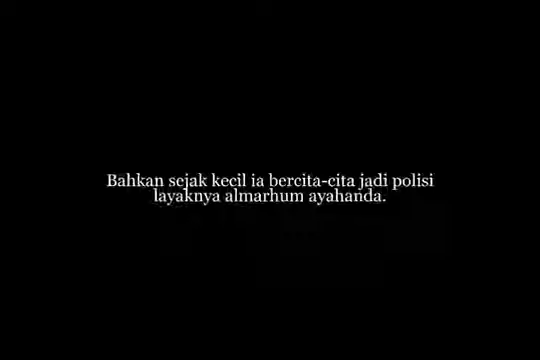 Bahkan sejak kecil ia bercita-cita jadi polisi
layaknya almarhum ayahanda.